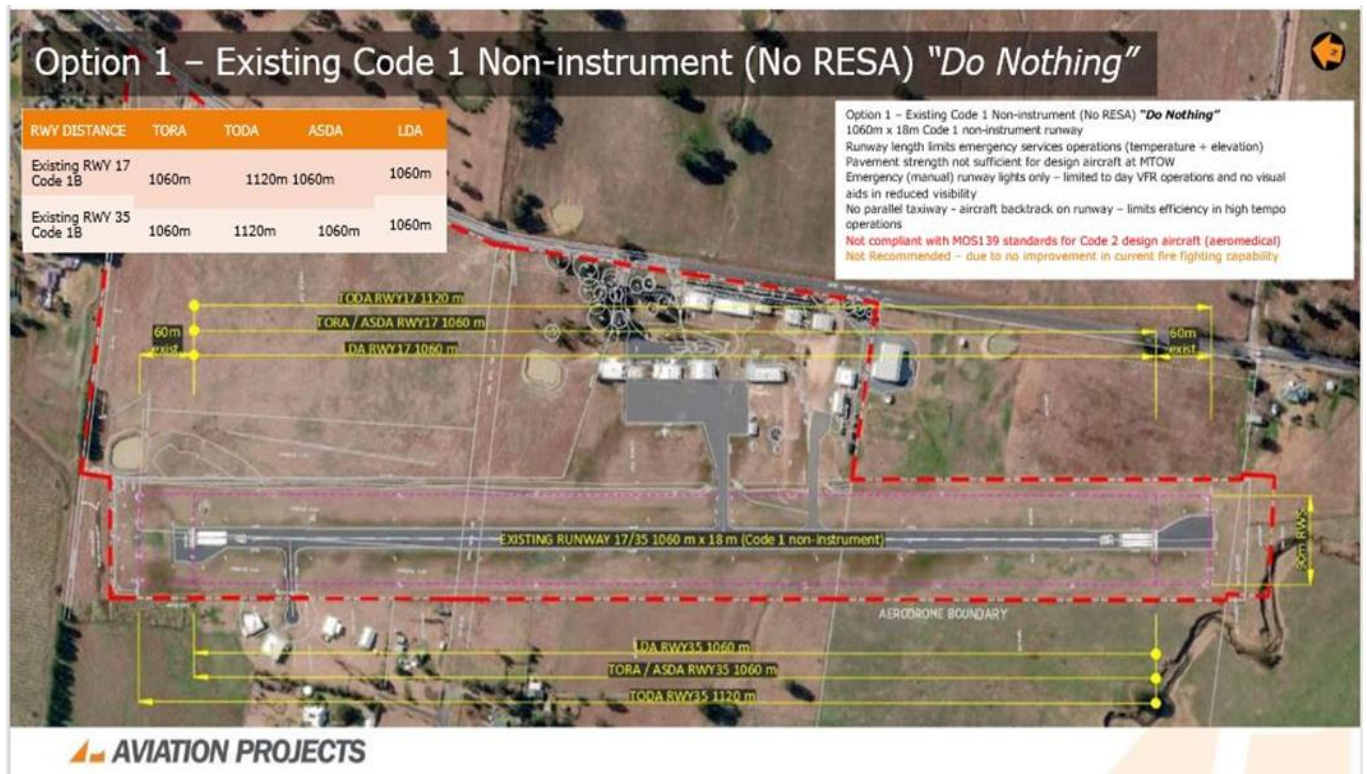 Option 1 – Existing Code 1 Non-instrument (No RESA) "Do Nothing"
N
RWY DISTANCE TORA TODA ASDA LDA
Existing RWY 17
Code 1B 1060m 1120m 1060m 1060m
Existing RWY 35
Code 1B 1060m 1120m 1060m 1060m
Option 1 – Existing Code 1 Non-instrument (No RESA) "Do Nothing"
1060m x 18m Code 1 non-instrument runway
Runway length limits emergency services operations (temperature + elevation)
Pavement strength not sufficient for design aircraft at MTOW
Emergency (manual) runway lights only – limited to day VFR operations and no visual
aids in reduced visibility
No parallel taxiway - aircraft backtrack on runway – limits efficiency in high tempo
operations
Not compliant with MOS139 standards for Code 2 design aircraft (aeromedical)
Not Recommended – due to no improvement in current fire fighting capability
TODA RWY17 1120 m
TORA / ASDA RWY17 1060 m
LDA RWY17 1060 m
60m
exist.
60m
exist.
EXISTING RUNWAY 17/35 1060 m x 18 m (Code 1 non-instrument)
90m RWS
AERODROME BOUNDARY
LDA RWY35 1060 m
TORA / ASDA RWY35 1060 m
TODA RWY35 1120 m
AVIATION PROJECTS